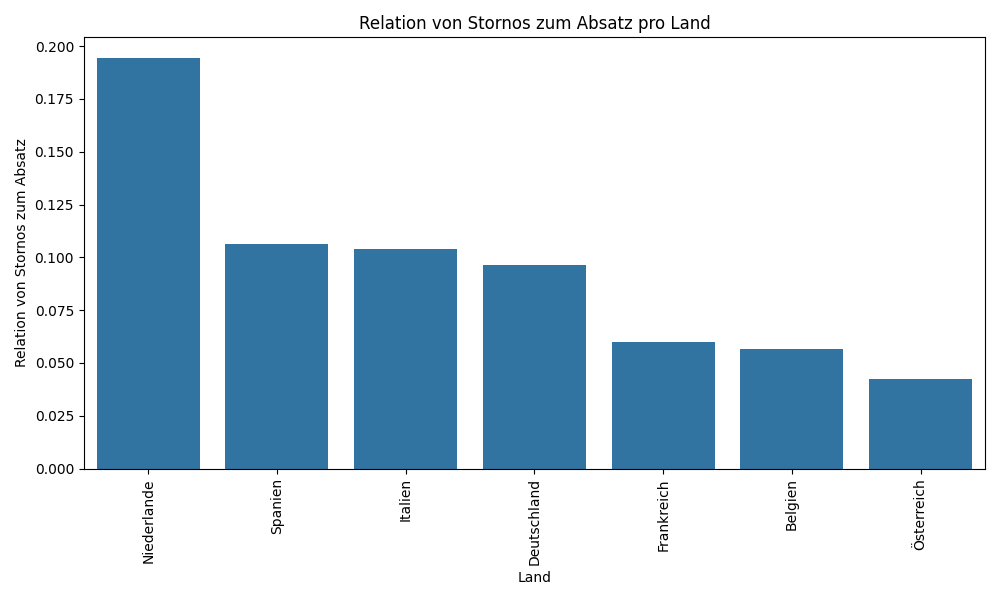 Relation von Stornos zum Absatz pro Land
Relation von Stornos zum Absatz
0.200
0.175
0.150
0.125
0.100
0.075
0.050
0.025
0.000
Niederlande
Spanien
Italien
Deutschland
Frankreich
Belgien
Österreich
Land